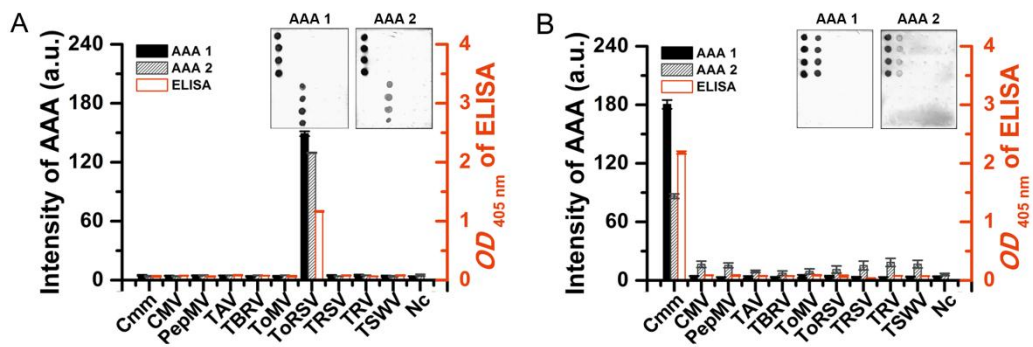 A
AAA 1 AAA 2
Intensity of AAA (a.u.)
240
180
120
60
0
AAA 1
AAA 2
ELISA
4
3
2
1
0
OD 405 nm of ELISA
Cmm CMV PepMV TAV TBRV ToMV ToRSV TRSV TRV TSWV Nc
B
AAA 1 AAA 2
Intensity of AAA (a.u.)
240
180
120
60
0
AAA 1
AAA 2
ELISA
4
3
2
1
0
OD 405 nm of ELISA
Cmm CMV PepMV TAV TBRV ToMV ToRSV TRSV TRV TSWV Nc